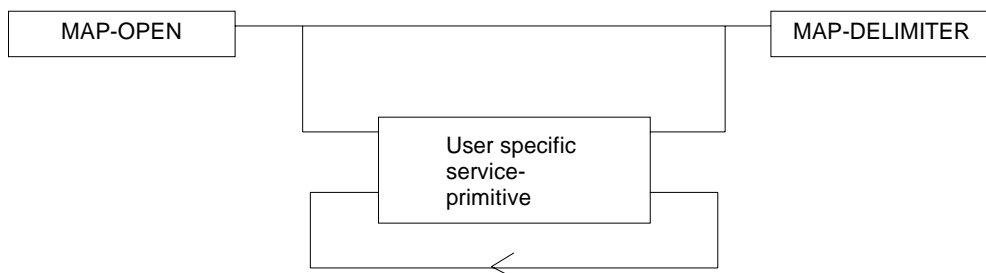 MAP-OPEN
MAP-DELIMITER
User specific
service-
primitive